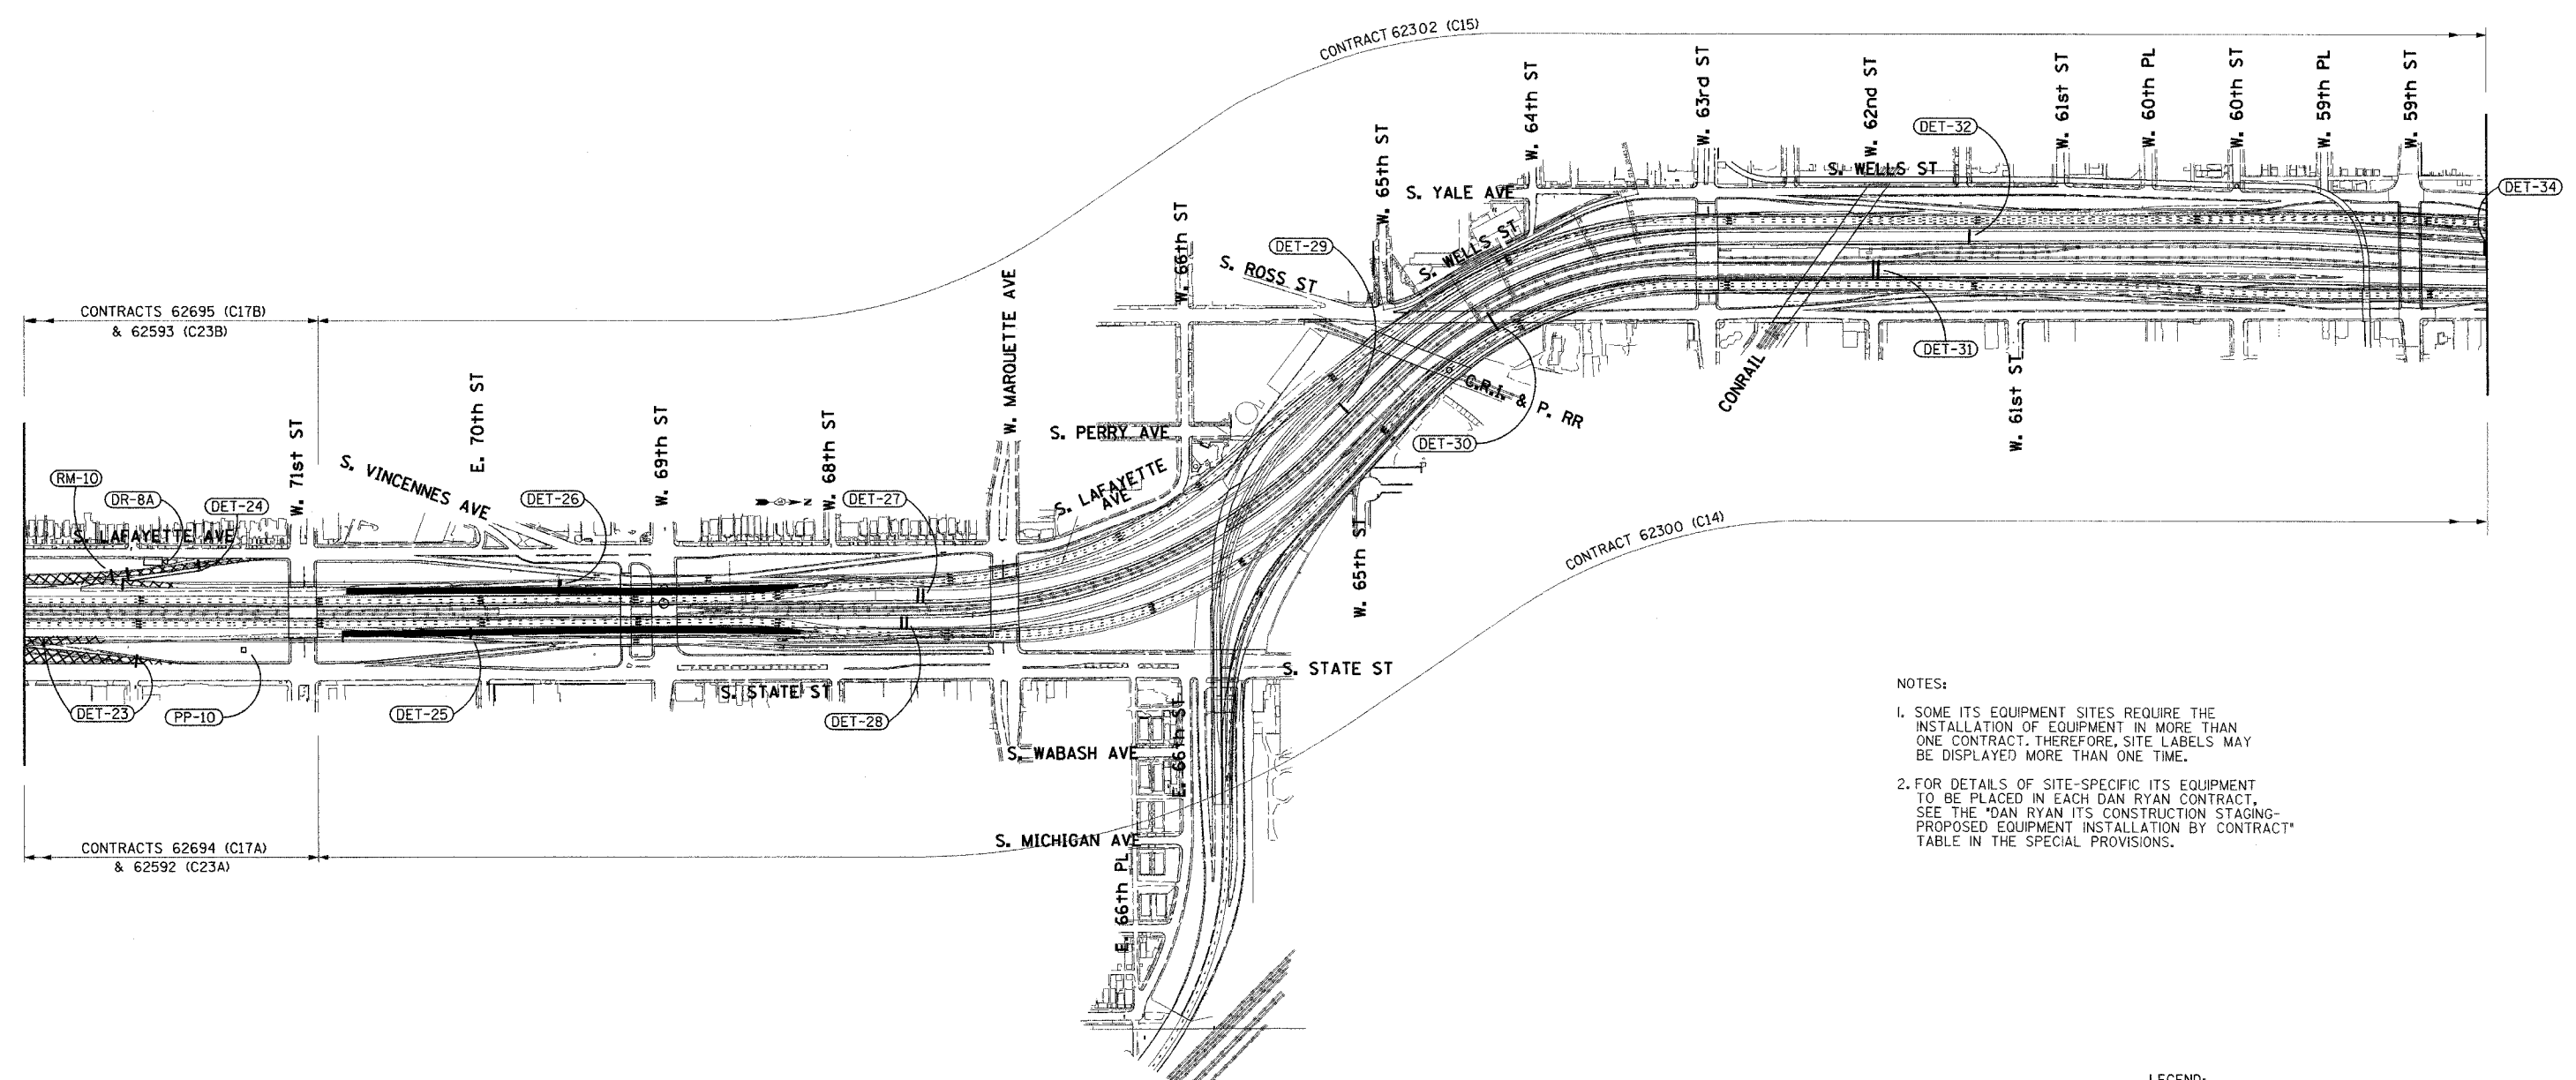 CONTRACT 62302 (C15)
W. 64th ST
W. 63rd ST
W. 62nd ST
W. 61st ST
W. 60th PL
W. 60th ST
W. 59th PL
W. 59th ST
DET-32
W. 65th ST
S. YALE AVE
S. WELLS ST
DET-34
W. 66th ST
S. ROSS ST
DET-29
S. WELLS ST
CONTRACTS 62695 (C17B)
& 62593 (C23B)
W. MARQUETTE AVE
DET-31
CONRAIL
W. 61st ST
C.R.I. & P. RR
DET-30
E. 70th ST
W. 71st ST
W. 69th ST
W. 68th ST
S. PERRY AVE
S. VINCENNES AVE
RM-10
DR-8A
DET-24
DET-26
N
DET-27
S. LAFAYETTE
AVE
S. LAFAYETTE AVE
W. 65th ST
CONTRACT 62300 (C14)
S. STATE ST
S. STATE ST
DET-23
PP-10
DET-25
DET-28
S. WABASH AVE
E. 66th ST
S. MICHIGAN AVE
E. 66th PL
CONTRACTS 62694 (C17A)
& 62592 (C23A)
NOTES:
1. SOME ITS EQUIPMENT SITES REQUIRE THE
INSTALLATION OF EQUIPMENT IN MORE THAN
ONE CONTRACT. THEREFORE, SITE LABELS MAY
BE DISPLAYED MORE THAN ONE TIME.
2. FOR DETAILS OF SITE-SPECIFIC ITS EQUIPMENT
TO BE PLACED IN EACH DAN RYAN CONTRACT,
SEE THE "DAN RYAN ITS CONSTRUCTION STAGING-
PROPOSED EQUIPMENT INSTALLATION BY CONTRACT"
TABLE IN THE SPECIAL PROVISIONS.
LEGEND: